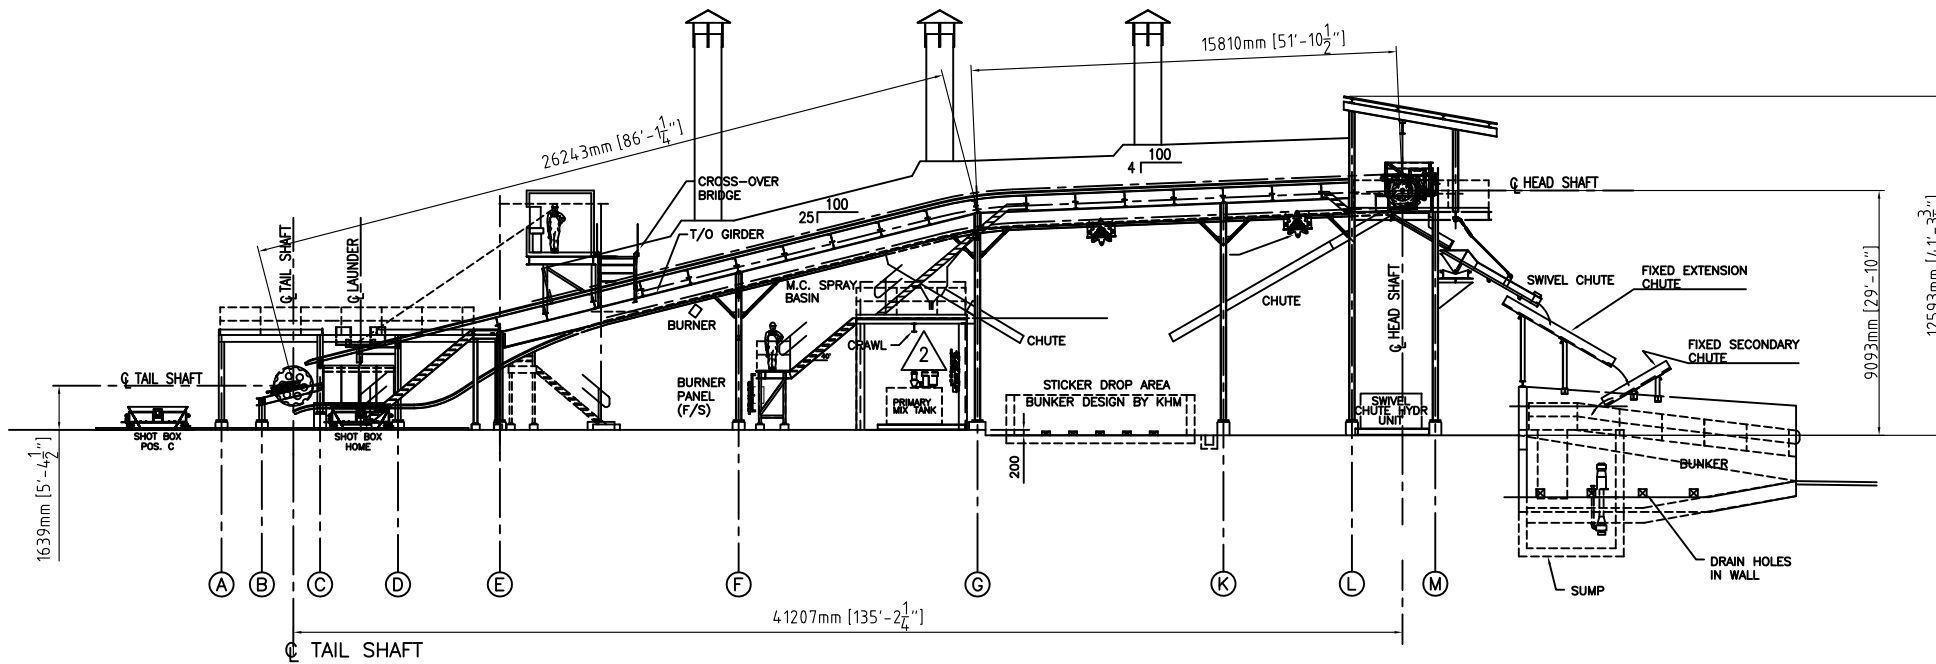 15810mm [51'-10 1/2"]
26243mm [86'-1 1/4"]
100
4
CROSS-OVER
BRIDGE
100
25
T/O GIRDER
℄ HEAD SHAFT
℄ TAIL SHAFT
℄ LAUNDER
M.C. SPRAY
BASIN
BURNER
CRAWL
CHUTE
CHUTE
℄ HEAD SHAFT
SWIVEL CHUTE
FIXED EXTENSION
CHUTE
FIXED SECONDARY
CHUTE
9093mm [29'-10"]
12593mm [41'-3 3/4"]
℄ TAIL SHAFT
2
BURNER
PANEL
(F/S)
PRIMARY
MIX TANK
STICKER DROP AREA
BUNKER DESIGN BY KHM
SWIVEL
CHUTE HYDR
UNIT
SHOT BOX
POS. C
SHOT BOX
HOME
1639mm [5'-4 1/2"]
200
BUNKER
DRAIN HOLES
IN WALL
SUMP
A B C D E F G K L M
41207mm [135'-2 1/4"]
℄ TAIL SHAFT